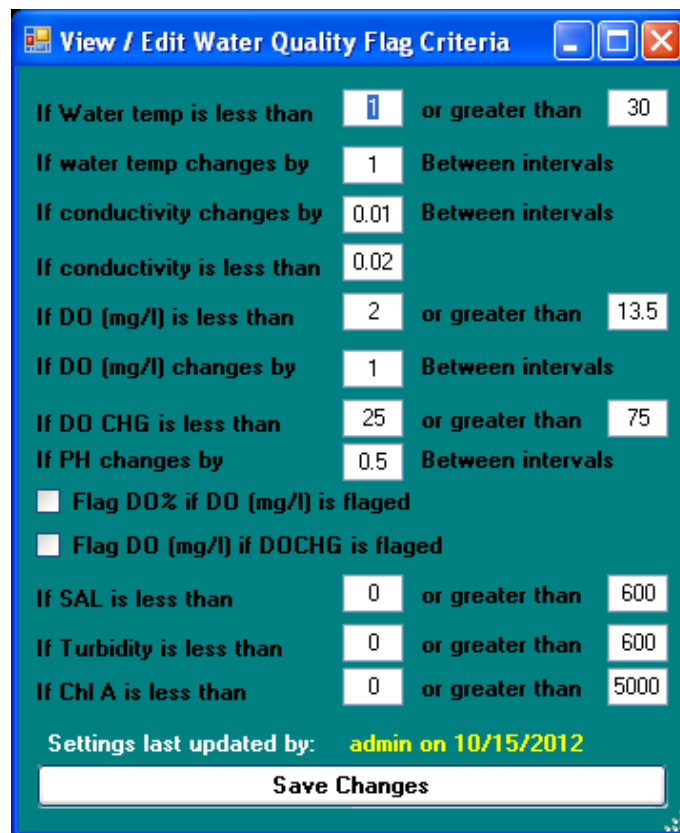 View / Edit Water Quality Flag Criteria
If Water temp is less than 1 or greater than 30
If water temp changes by 1 Between intervals
If conductivity changes by 0.01 Between intervals
If conductivity is less than 0.02
If DO (mg/l) is less than 2 or greater than 13.5
If DO (mg/l) changes by 1 Between intervals
If DO CHG is less than 25 or greater than 75
If PH changes by 0.5 Between intervals
Flag DO% if DO (mg/l) is flaged
Flag DO (mg/l) if DOCHG is flaged
If SAL is less than 0 or greater than 600
If Turbidity is less than 0 or greater than 600
If Chl A is less than 0 or greater than 5000
Settings last updated by: admin on 10/15/2012
Save Changes